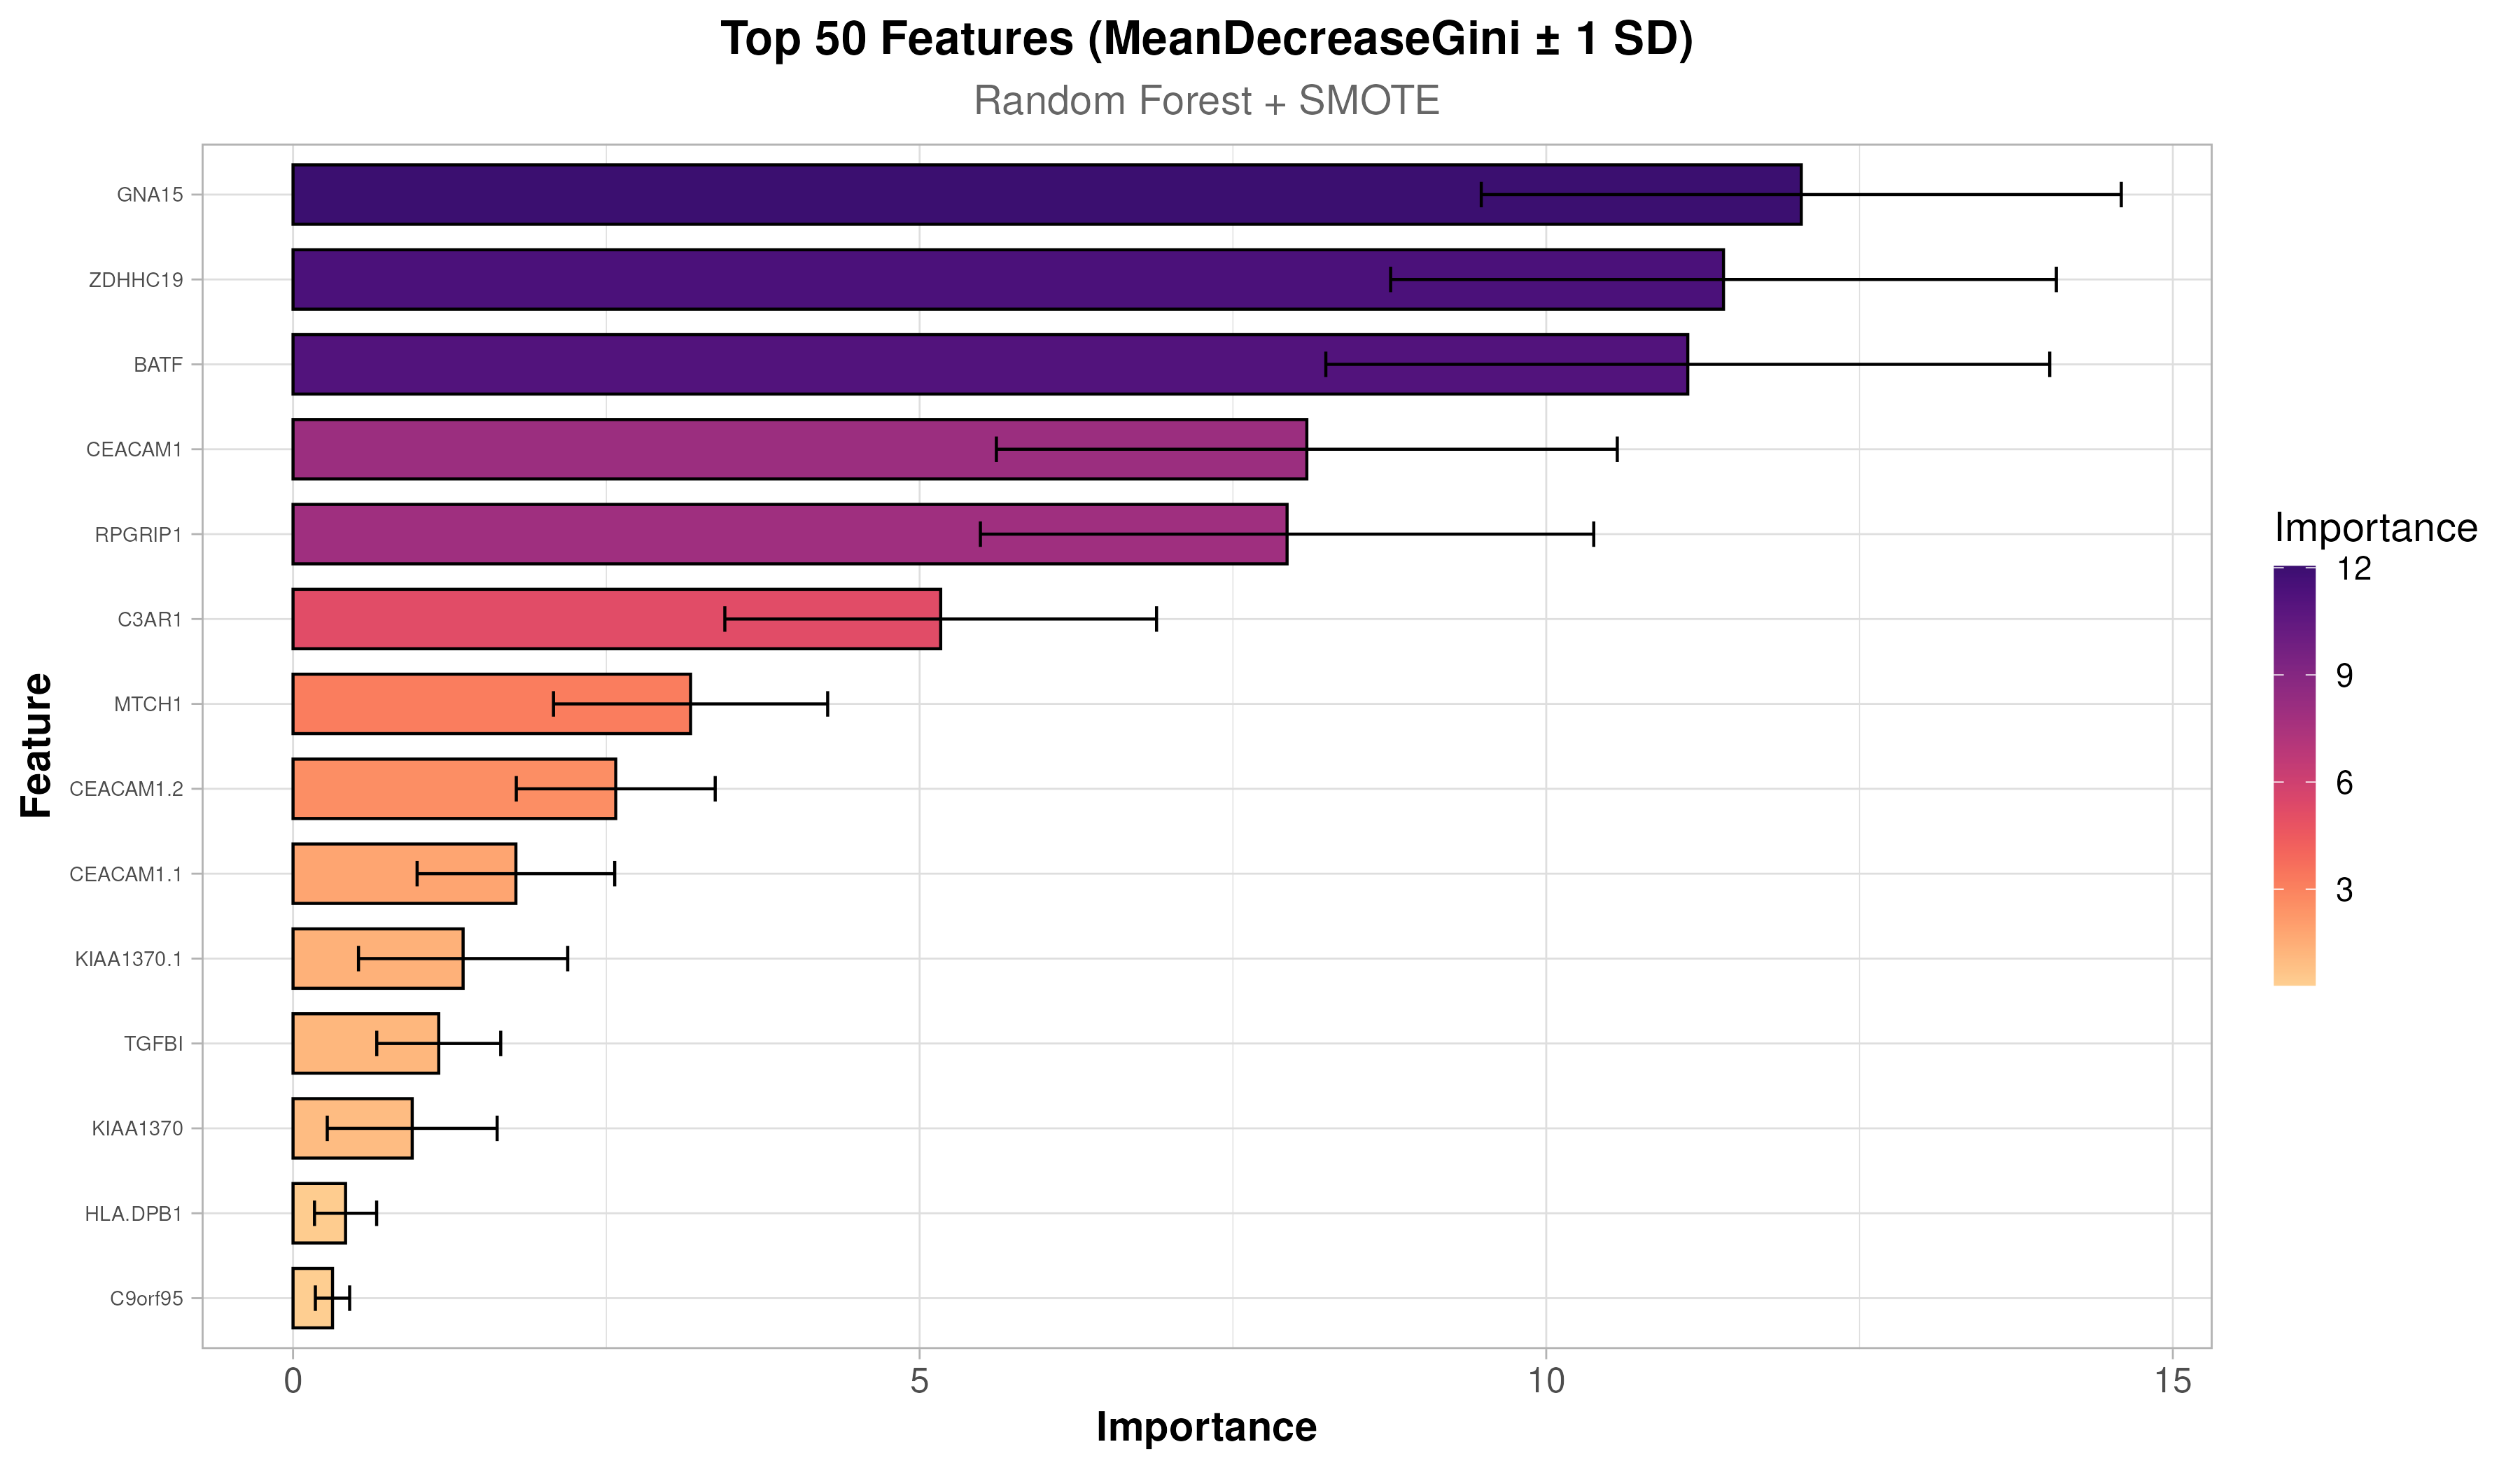 Top 50 Features (MeanDecreaseGini ± 1 SD)
Random Forest + SMOTE
Feature
GNA15
ZDHHC19
BATF
CEACAM1
RPGRIP1
C3AR1
MTCH1
CEACAM1.2
CEACAM1.1
KIAA1370.1
TGFBI
KIAA1370
HLA.DPB1
C9orf95
0 5 10 15
Importance
Importance
12
9
6
3